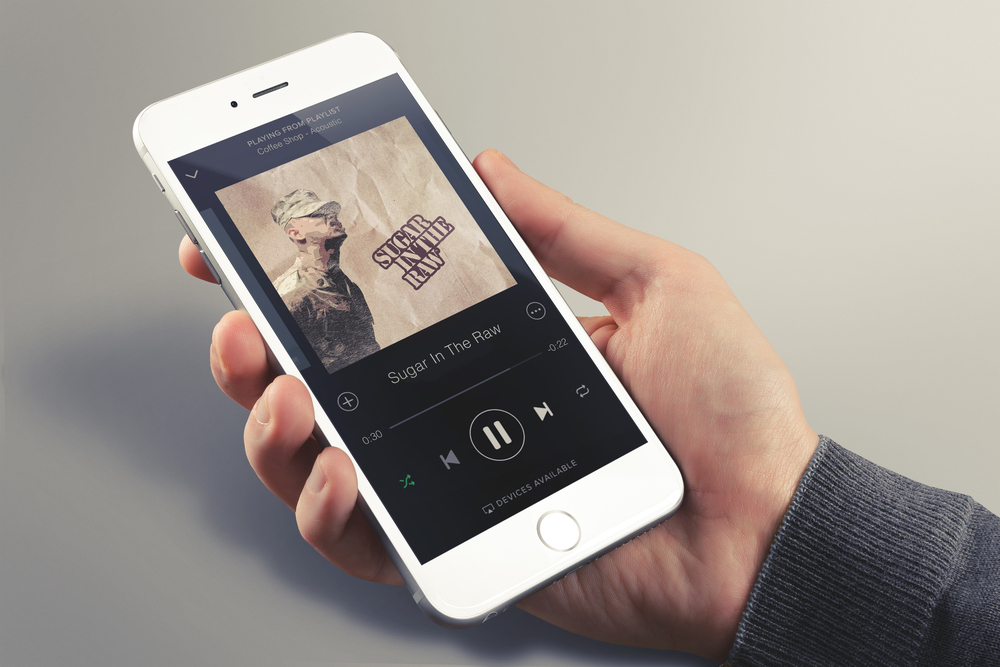 PLAYING FROM PLAYLIST
Coffee Shop - Acoustic
SUGAR
IN THE
RAW
Sugar In The Raw
0:30
-0:22
DEVICES AVAILABLE